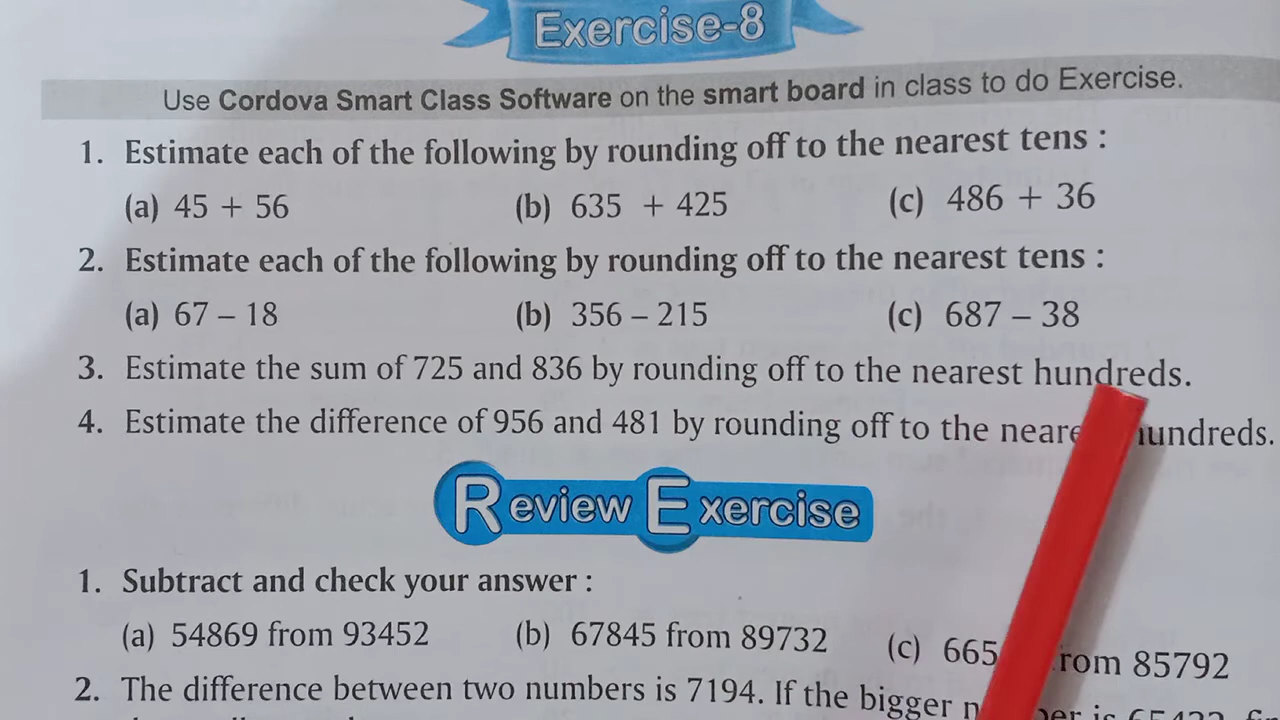 Exercise-8
Use Cordova Smart Class Software on the smart board in class to do Exercise.
1. Estimate each of the following by rounding off to the nearest tens :
(a) 45 + 56 (b) 635 + 425 (c) 486 + 36
2. Estimate each of the following by rounding off to the nearest tens :
(a) 67 – 18 (b) 356 – 215 (c) 687 – 38
3. Estimate the sum of 725 and 836 by rounding off to the nearest hundreds.
4. Estimate the difference of 956 and 481 by rounding off to the hundreds.
Review Exercise
1. Subtract and check your answer :
(a) 54869 from 93452 (b) 67845 from 89732 (c) 665 from 85792
2. The difference between two numbers is 7194. If the bigger is